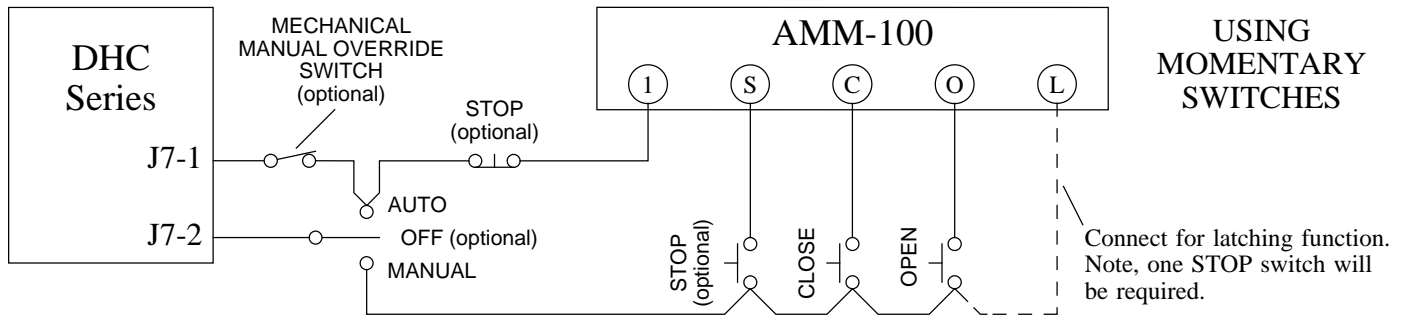 DHC
Series
J7-1
J7-2
MECHANICAL
MANUAL OVERRIDE
SWITCH
(optional)
STOP
(optional)
AUTO
OFF (optional)
MANUAL
AMM-100
1 S C O L
STOP
(optional)
CLOSE
OPEN
USING
MOMENTARY
SWITCHES
Connect for latching function.
Note, one STOP switch will
be required.